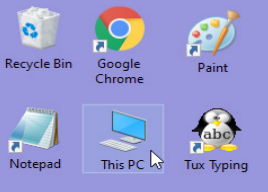 Recycle Bin
Google
Chrome
Paint
Notepad
This PC
abc
Tux Typing